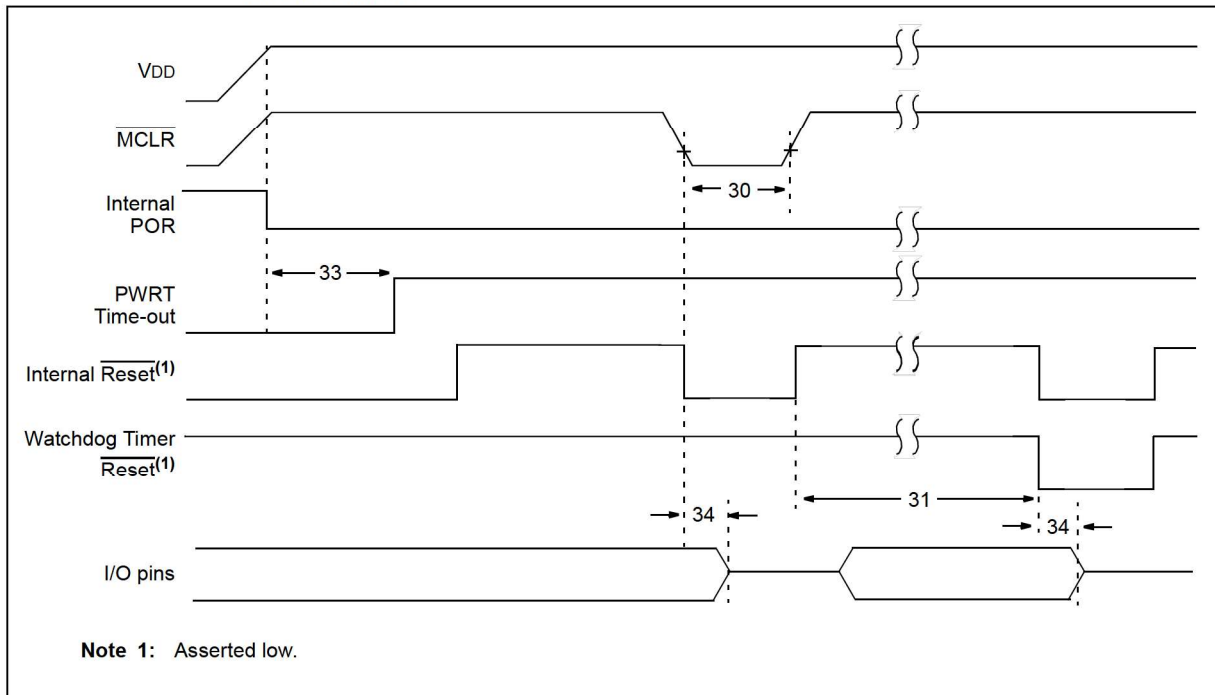 VDD
MCLR
30
Internal
POR
33
PWRT
Time-out
Internal Reset(1)
Watchdog Timer
Reset(1)
31
34
34
I/O pins
Note 1: Asserted low.